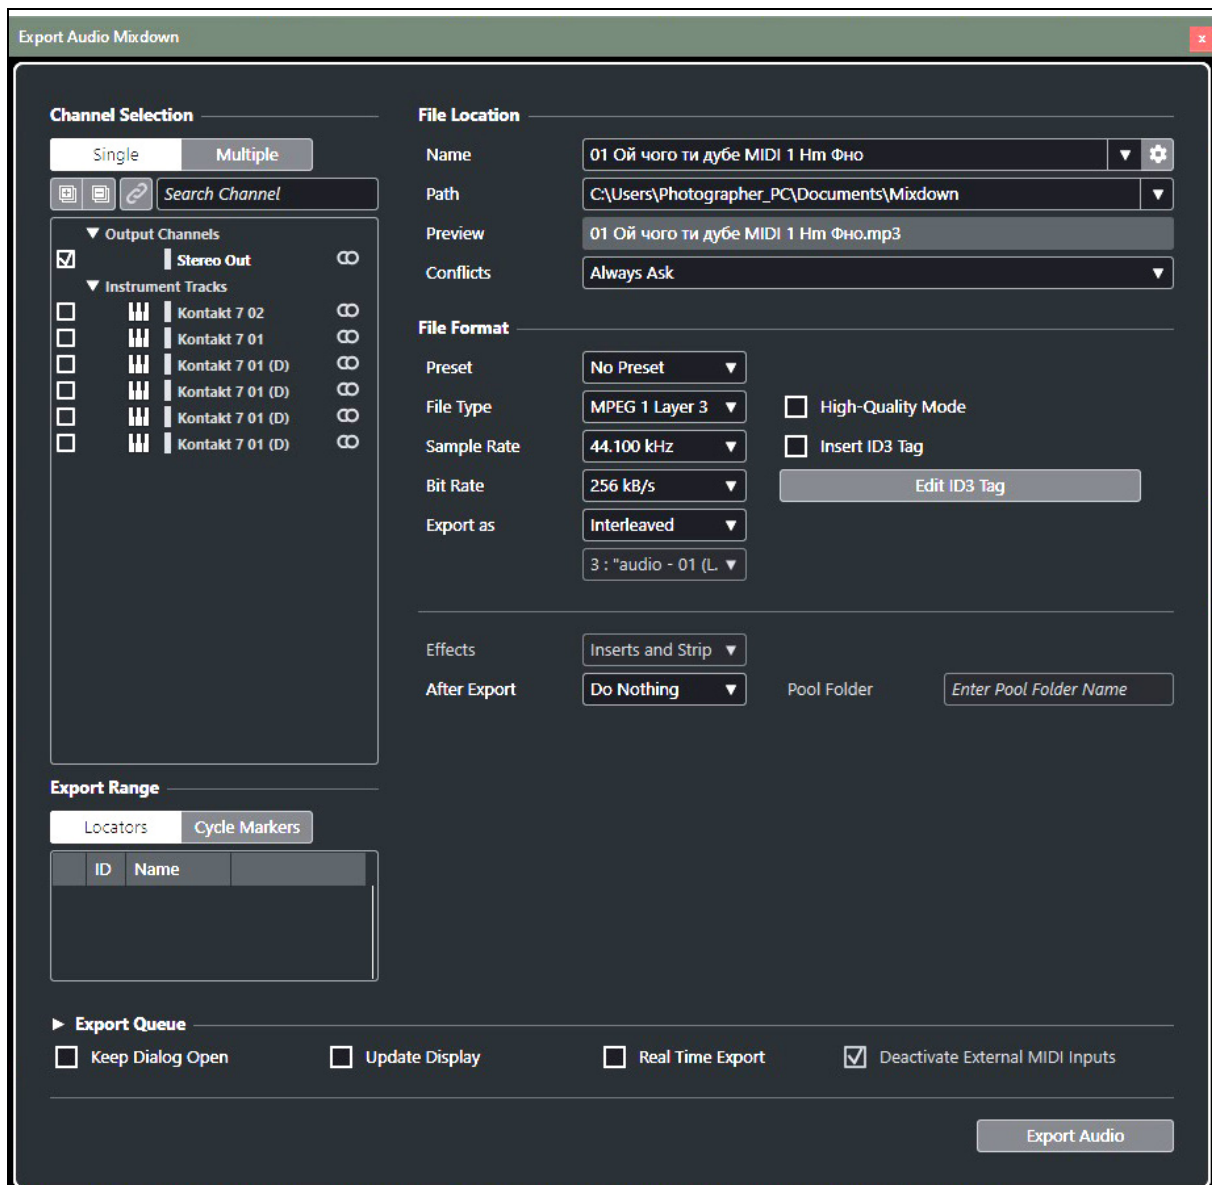 Export Audio Mixdown
x
Channel Selection
Single Multiple
Search Channel
Output Channels
Stereo Out
Instrument Tracks
Kontakt 7 02
Kontakt 7 01
Kontakt 7 01 (D)
Kontakt 7 01 (D)
Kontakt 7 01 (D)
Kontakt 7 01 (D)
Export Range
Locators Cycle Markers
ID Name
File Location
Name 01 Ой чого ти дубе MIDI 1 Hm Фно
Path C:\Users\Photographer_PC\Documents\Mixdown
Preview 01 Ой чого ти дубе MIDI 1 Hm Фно.mp3
Conflicts Always Ask
File Format
Preset No Preset
File Type MPEG 1 Layer 3 High-Quality Mode
Sample Rate 44.100 kHz Insert ID3 Tag
Bit Rate 256 kB/s Edit ID3 Tag
Export as Interleaved
3 : "audio - 01 (L.
Effects Inserts and Strip
After Export Do Nothing Pool Folder Enter Pool Folder Name
Export Queue
Keep Dialog Open Update Display Real Time Export Deactivate External MIDI Inputs
Export Audio